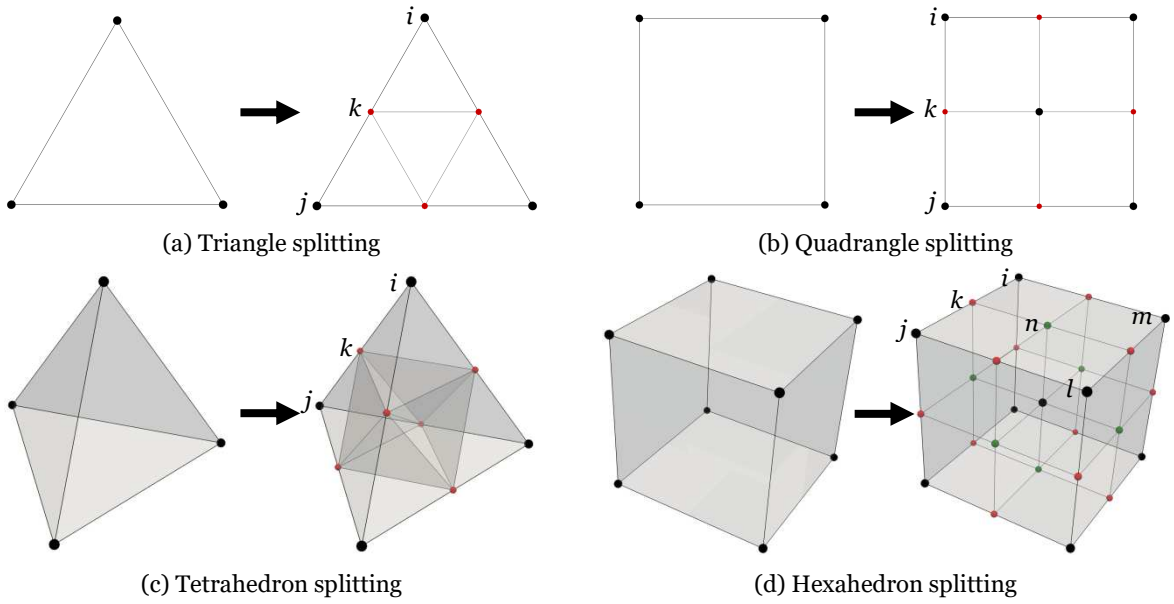 i
k
j
(a) Triangle splitting
i
k
j
(b) Quadrangle splitting
i
k
j
(c) Tetrahedron splitting
i
k
m
n
j
l
(d) Hexahedron splitting